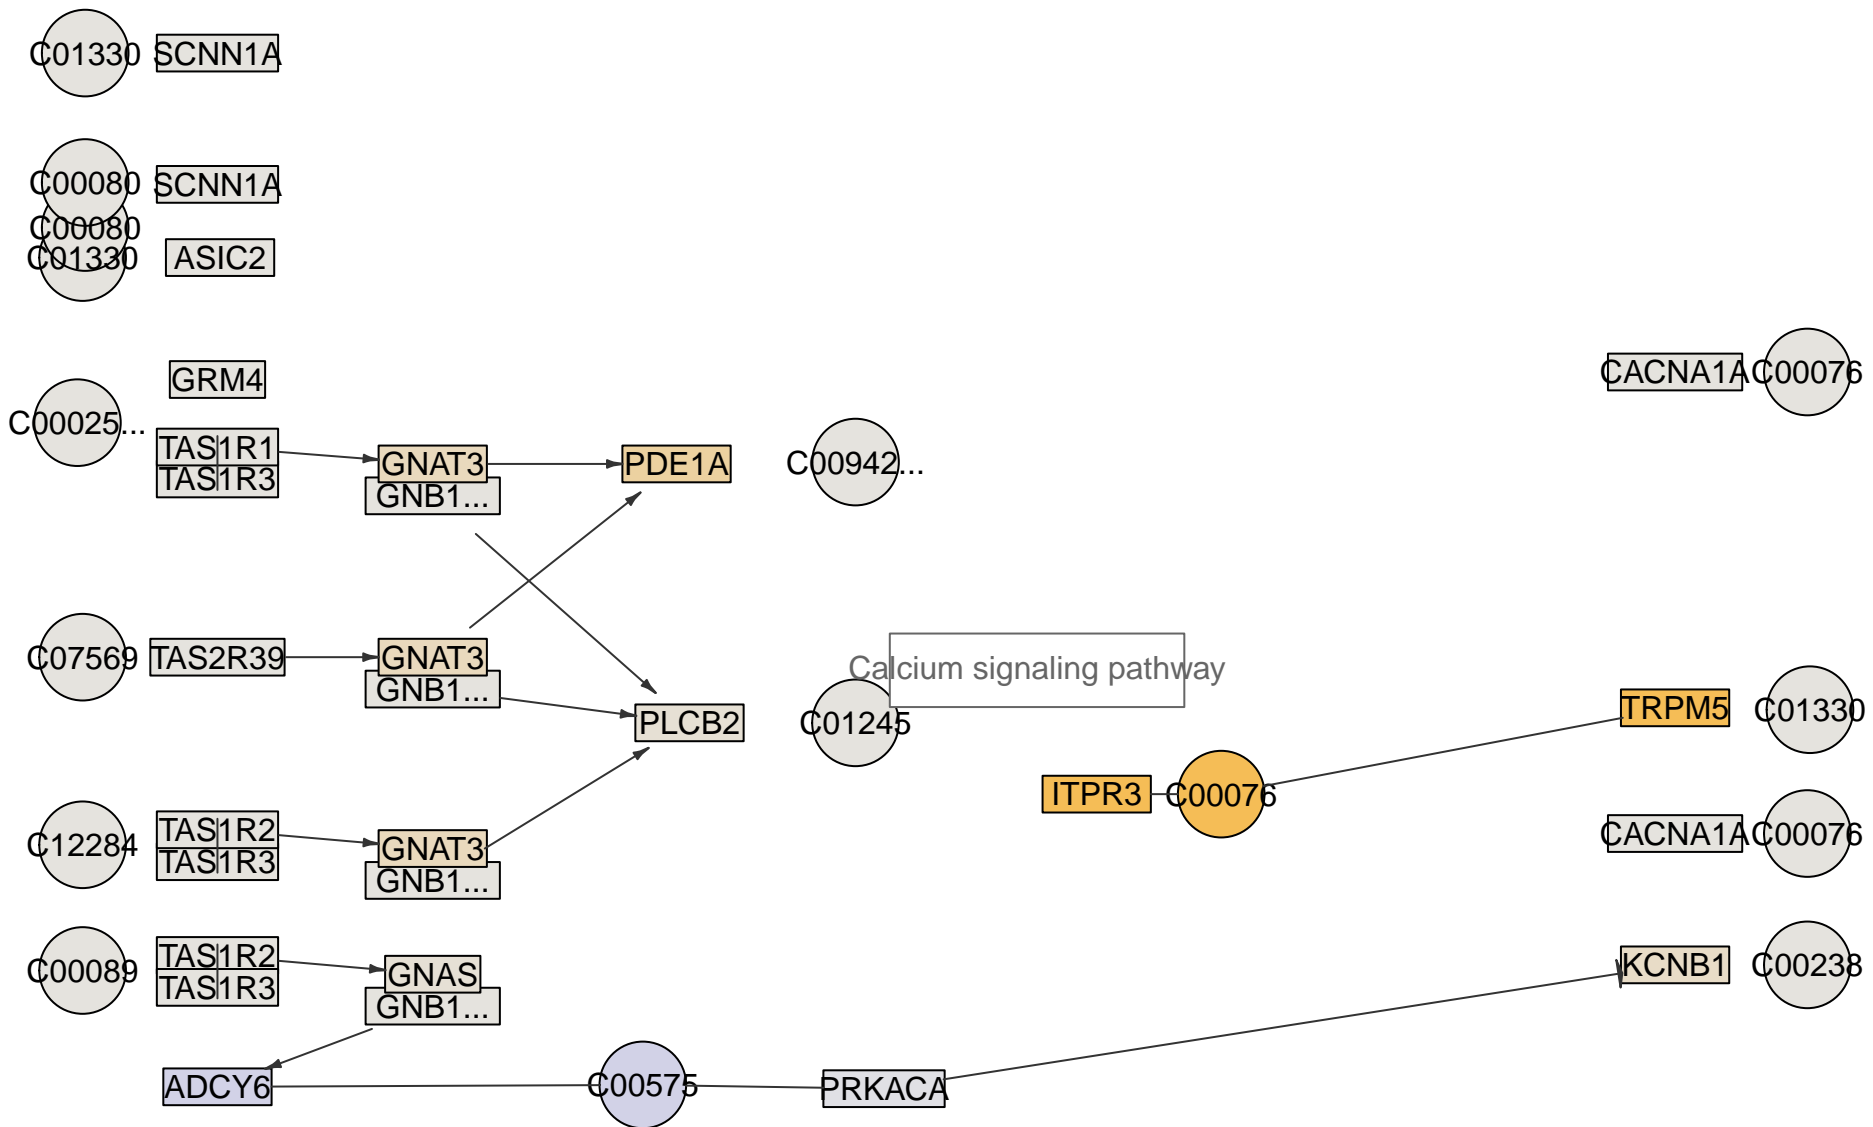 C01330 SCNN1A
C00080 SCNN1A
C00080
C01330 ASIC2
GRM4
CACNA1A C00076
C00025...
TAS1R1
TAS1R3
GNAT3
GNB1...
PDE1A
C00942...
C07569 TAS2R39
GNAT3
GNB1...
Calcium signaling pathway
PLCB2
C01245
TRPM5 C01330
ITPR3 C00076
C12284
TAS1R2
TAS1R3
GNAT3
GNB1...
CACNA1A C00076
C00089
TAS1R2
TAS1R3
GNAS
GNB1...
KCNB1 C00238
ADCY6 C00575 PRKACA